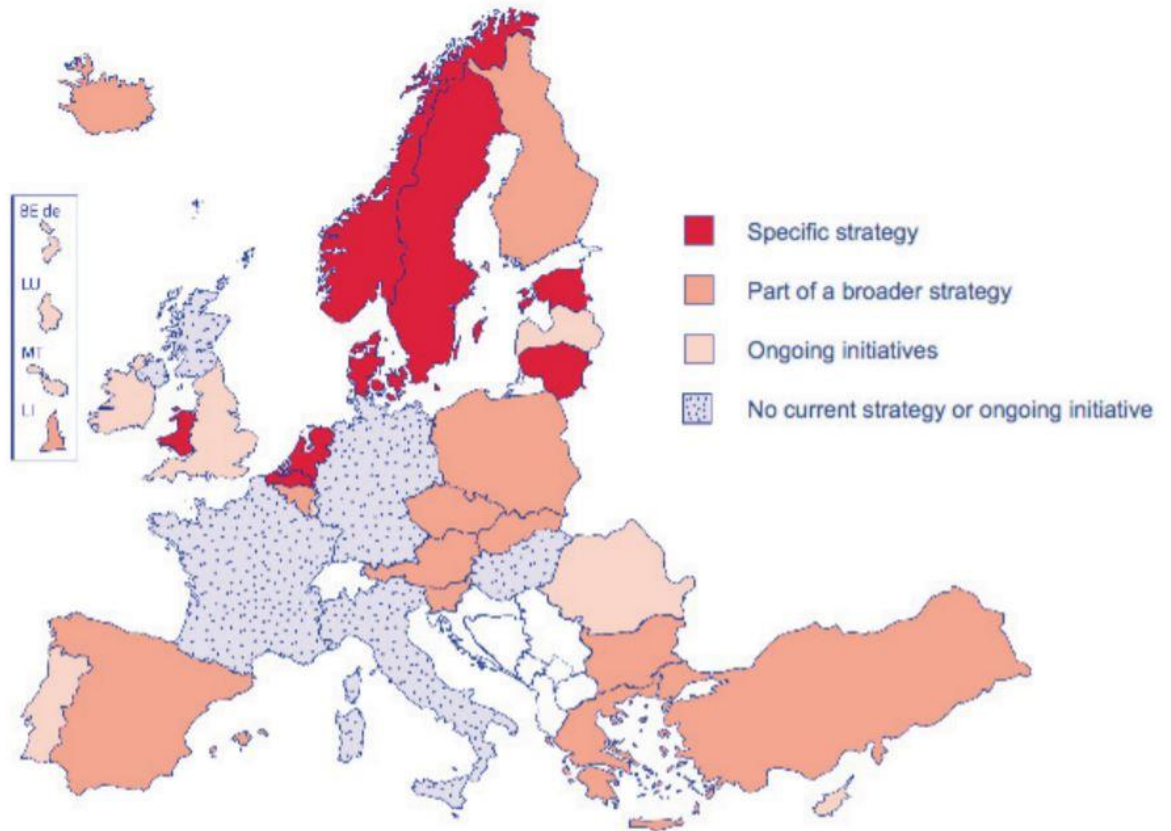 BE de
LU
MT
LI
Specific strategy
Part of a broader strategy
Ongoing initiatives
No current strategy or ongoing initiative